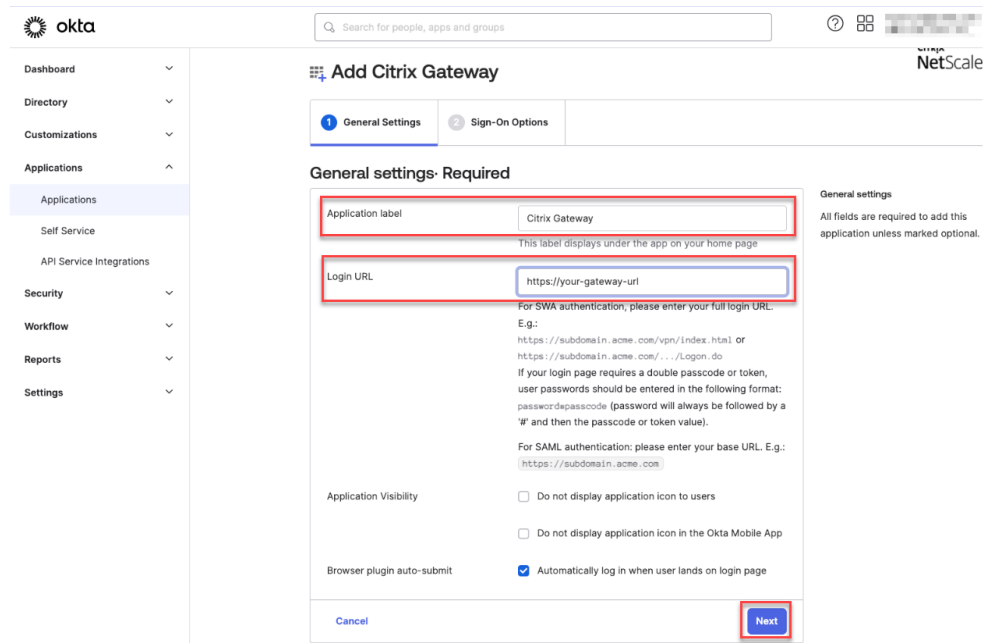 okta
Search for people, apps and groups
Dashboard
Directory
Customizations
Applications
Applications
Self Service
API Service Integrations
Security
Workflow
Reports
Settings
Add Citrix Gateway
citrix
NetScale
1 General Settings
2 Sign-On Options
General settings· Required
Application label
Citrix Gateway
This label displays under the app on your home page
Login URL
https://your-gateway-url
For SWA authentication, please enter your full login URL.
E.g.:
https://subdomain.acme.com/vpn/index.html or
https://subdomain.acme.com/.../Logon.do
If your login page requires a double passcode or token,
user passwords should be entered in the following format:
password#passcode (password will always be followed by a
'#' and then the passcode or token value).
For SAML authentication: please enter your base URL. E.g.:
https://subdomain.acme.com
Application Visibility
Do not display application icon to users
Do not display application icon in the Okta Mobile App
Browser plugin auto-submit
Automatically log in when user lands on login page
Cancel
Next
General settings
All fields are required to add this
application unless marked optional.